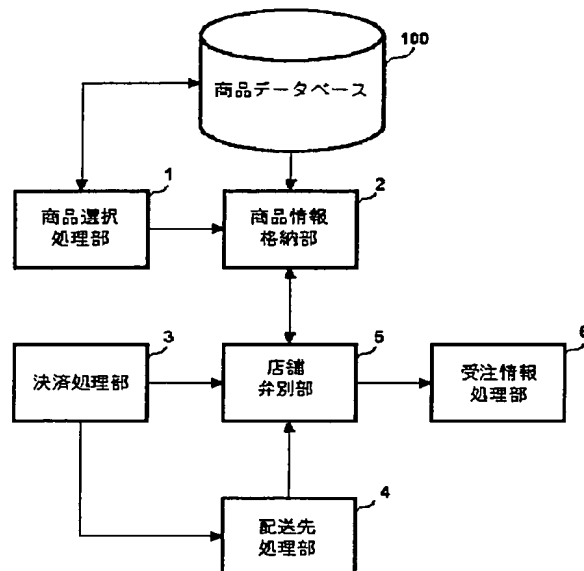 100
商品データベース
1
商品選択
処理部
2
商品情報
格納部
3
決済処理部
5
店舗
弁別部
6
受注情報
処理部
4
配送先
処理部